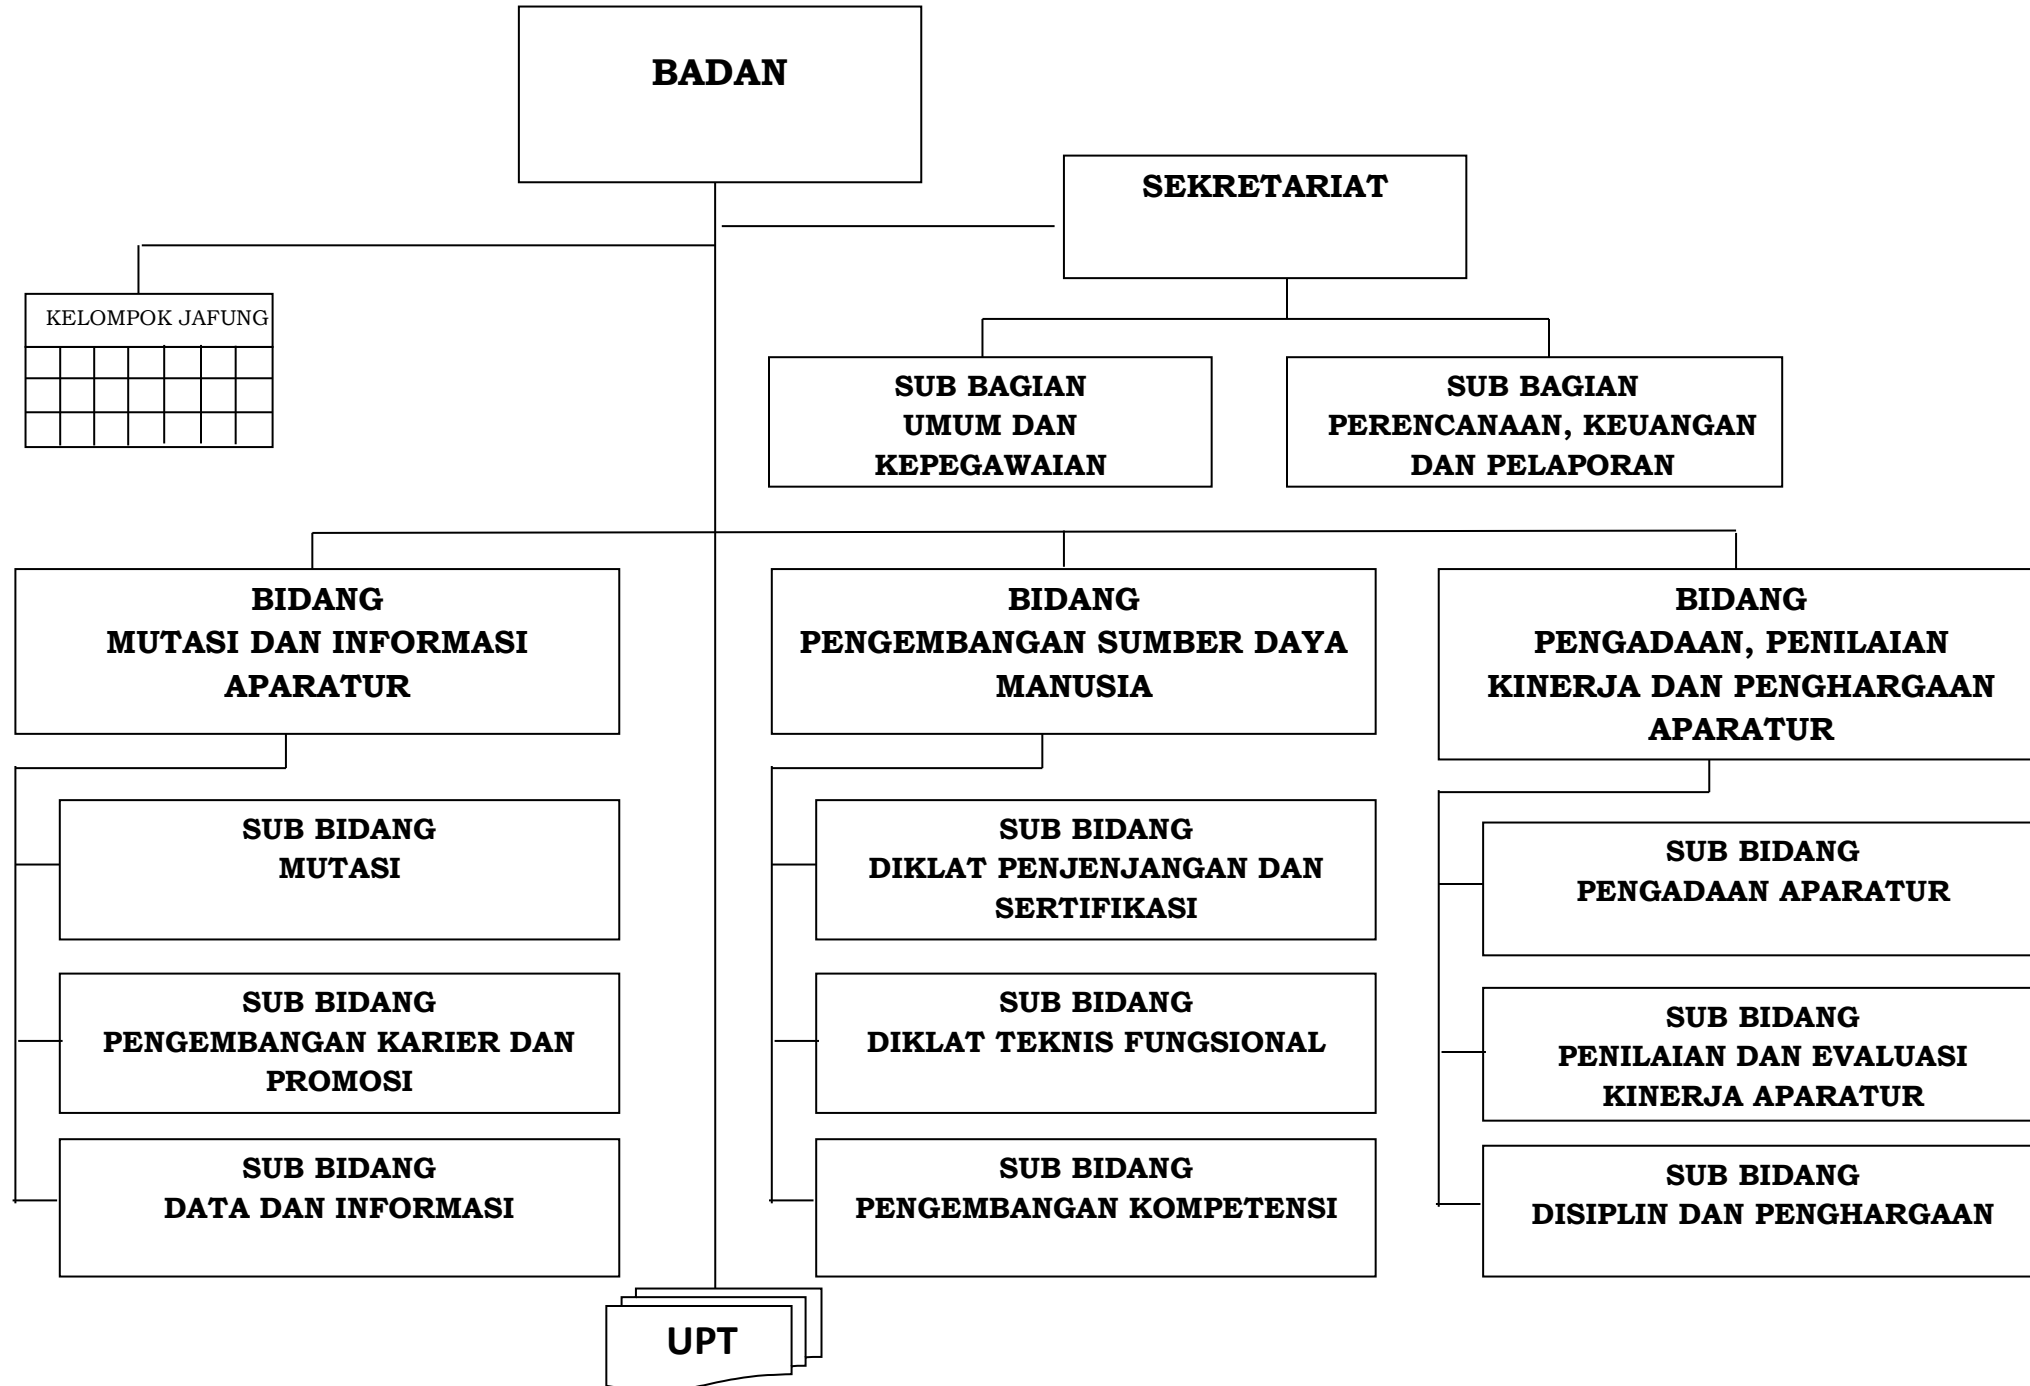 BADAN
SEKRETARIAT
KELOMPOK JAFUNG
SUB BAGIAN
UMUM DAN
KEPEGAWAIAN
SUB BAGIAN
PERENCANAAN, KEUANGAN
DAN PELAPORAN
BIDANG
MUTASI DAN INFORMASI
APARATUR
SUB BIDANG
MUTASI
SUB BIDANG
PENGEMBANGAN KARIER DAN
PROMOSI
SUB BIDANG
DATA DAN INFORMASI
BIDANG
PENGEMBANGAN SUMBER DAYA
MANUSIA
SUB BIDANG
DIKLAT PENJENJANGAN DAN
SERTIFIKASI
SUB BIDANG
DIKLAT TEKNIS FUNGSIONAL
SUB BIDANG
PENGEMBANGAN KOMPETENSI
BIDANG
PENGADAAN, PENILAIAN
KINERJA DAN PENGHARGAAN
APARATUR
SUB BIDANG
PENGADAAN APARATUR
SUB BIDANG
PENILAIAN DAN EVALUASI
KINERJA APARATUR
SUB BIDANG
DISIPLIN DAN PENGHARGAAN
UPT